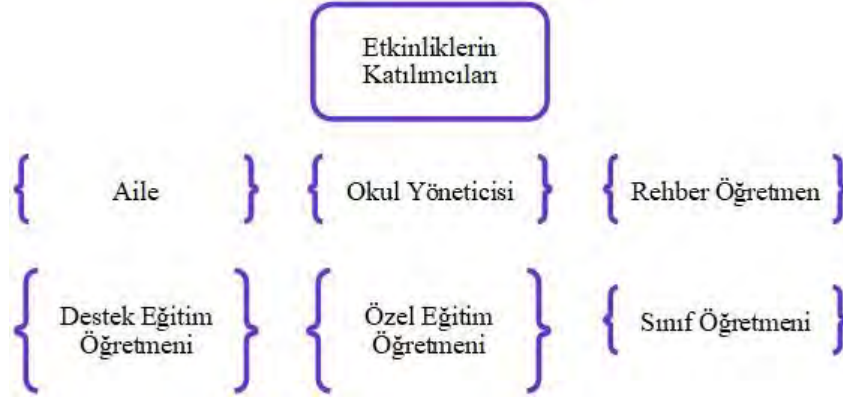 Etkinliklerin
Katılımcıları
Aile
Okul Yöneticisi
Rehber Öğretmen
Destek Eğitim
Öğretmeni
Özel Eğitim
Öğretmeni
Sınıf Öğretmeni